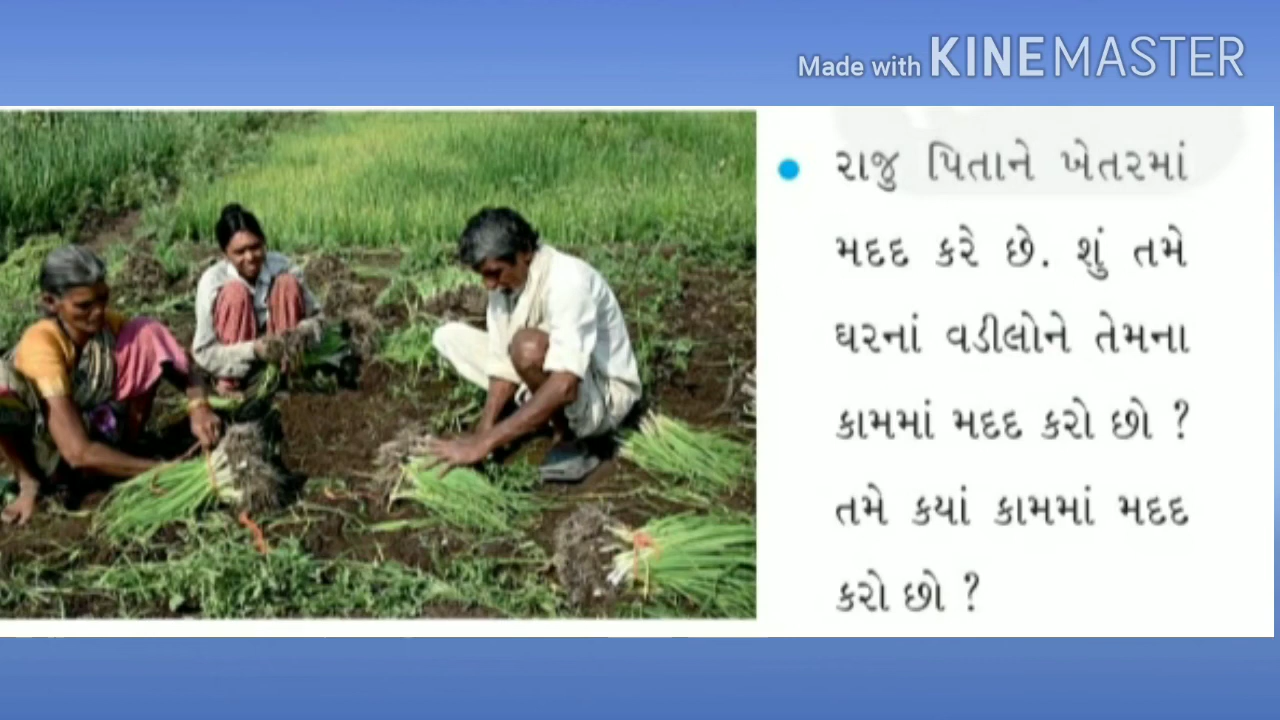 Made with KINEMASTER
રાજુ પિતાને ખેતરમાં
મદદ કરે છે. શું તમે
ઘરનાં વડીલોને તેમના
કામમાં મદદ કરો છો ?
તમે કયાં કામમાં મદદ
કરો છો ?